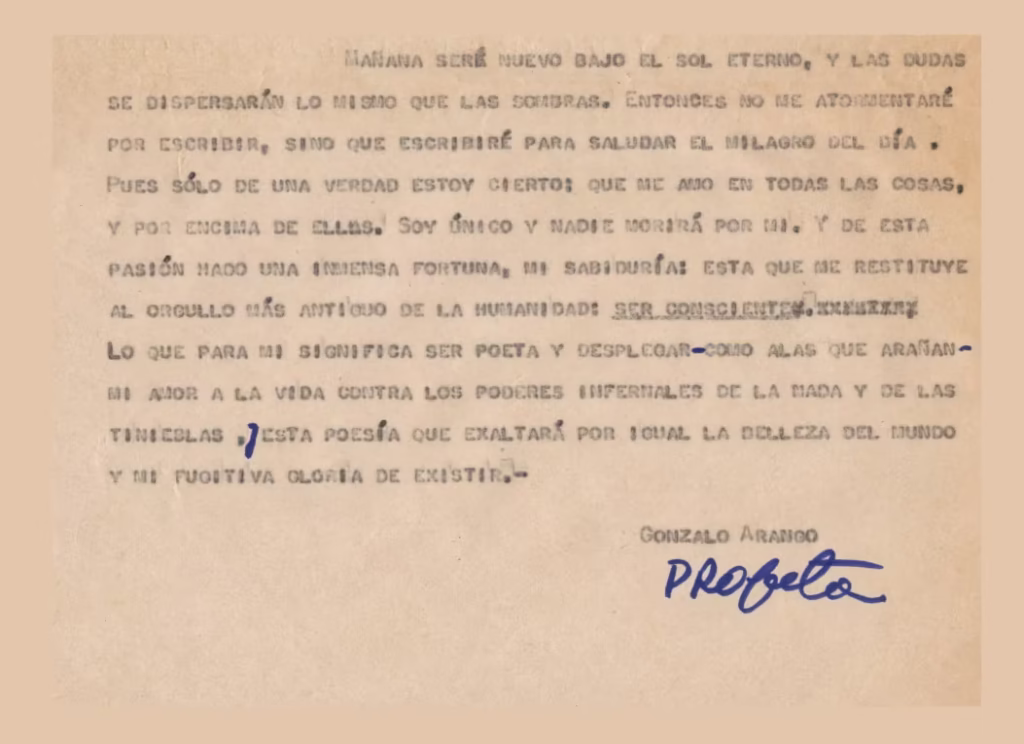 MAÑANA SERÉ NUEVO BAJO EL SOL ETERNO, Y LAS DUDAS
SE DISPERSARÁN LO MISMO QUE LAS SOMBRAS. ENTONCES NO ME ATORMENTARÉ
POR ESCRIBIR, SINO QUE ESCRIBIRÉ PARA SALUDAR EL MILAGRO DEL DÍA .
PUES SÓLO DE UNA VERDAD ESTOY CIERTO: QUE ME AMO EN TODAS LAS COSAS,
Y POR ENCIMA DE ELLAS. SOY ÚNICO Y NADIE MORIRÁ POR MI. Y DE ESTA
PASIÓN HAGO UNA INMENSA FORTUNA, MI SABIDURÍA: ESTA QUE ME RESTITUYE
AL ORGULLO MÁS ANTIGUO DE LA HUMANIDAD: SER CONSCIENTE.
LO QUE PARA MI SIGNIFICA SER POETA Y DESPLEGAR-COMO ALAS QUE ARAÑAN-
MI AMOR A LA VIDA CONTRA LOS PODERES INFERNALES DE LA NADA Y DE LAS
TINIEBLAS , ESTA POESÍA QUE EXALTARÁ POR IGUAL LA BELLEZA DEL MUNDO
Y MI FUGITIVA GLORIA DE EXISTIR.-
GONZALO ARANGO
PROfeta